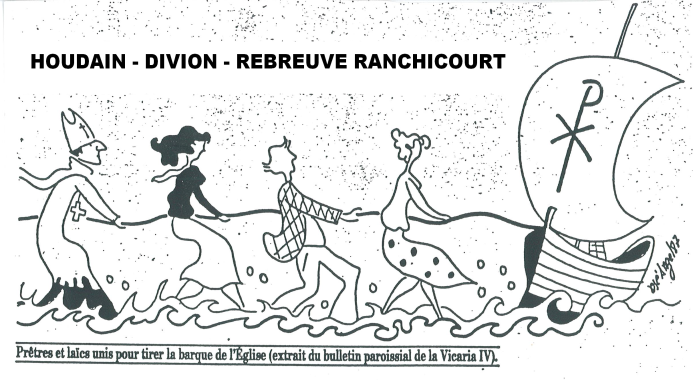 HOUDAIN - DIVION - REBREUVE RANCHICOURT
Prêtres et laïcs unis pour tirer la barque de l'Église (extrait du bulletin paroissial de la Vicaria IV).